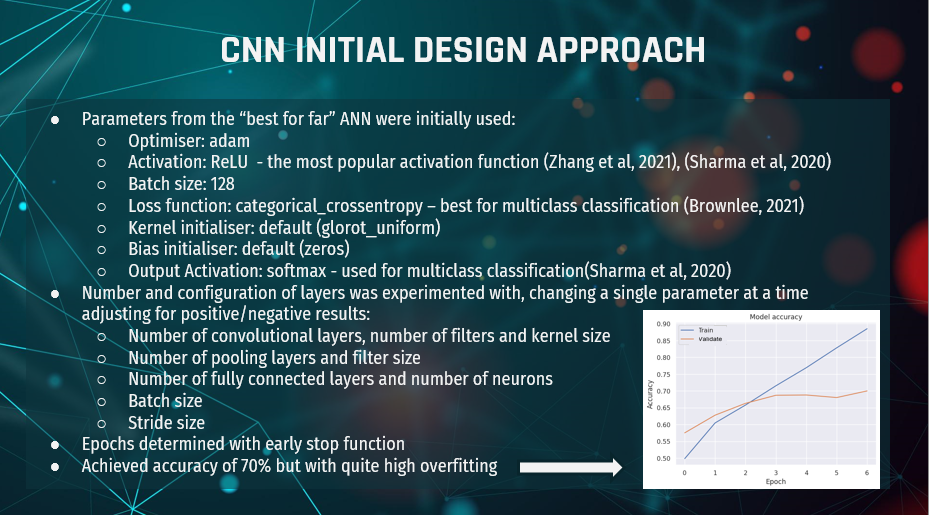 CNN INITIAL DESIGN APPROACH
● Parameters from the “best for far” ANN were initially used:
○ Optimiser: adam
○ Activation: ReLU - the most popular activation function (Zhang et al, 2021), (Sharma et al, 2020)
○ Batch size: 128
○ Loss function: categorical_crossentropy – best for multiclass classification (Brownlee, 2021)
○ Kernel initialiser: default (glorot_uniform)
○ Bias initialiser: default (zeros)
○ Output Activation: softmax - used for multiclass classification(Sharma et al, 2020)
● Number and configuration of layers was experimented with, changing a single parameter at a time
adjusting for positive/negative results:
○ Number of convolutional layers, number of filters and kernel size
○ Number of pooling layers and filter size
○ Number of fully connected layers and number of neurons
○ Batch size
○ Stride size
● Epochs determined with early stop function
● Achieved accuracy of 70% but with quite high overfitting
Model accuracy
Train
Validate
Accuracy
0.90
0.85
0.80
0.75
0.70
0.65
0.60
0.55
0.50
0 1 2 3 4 5 6
Epoch